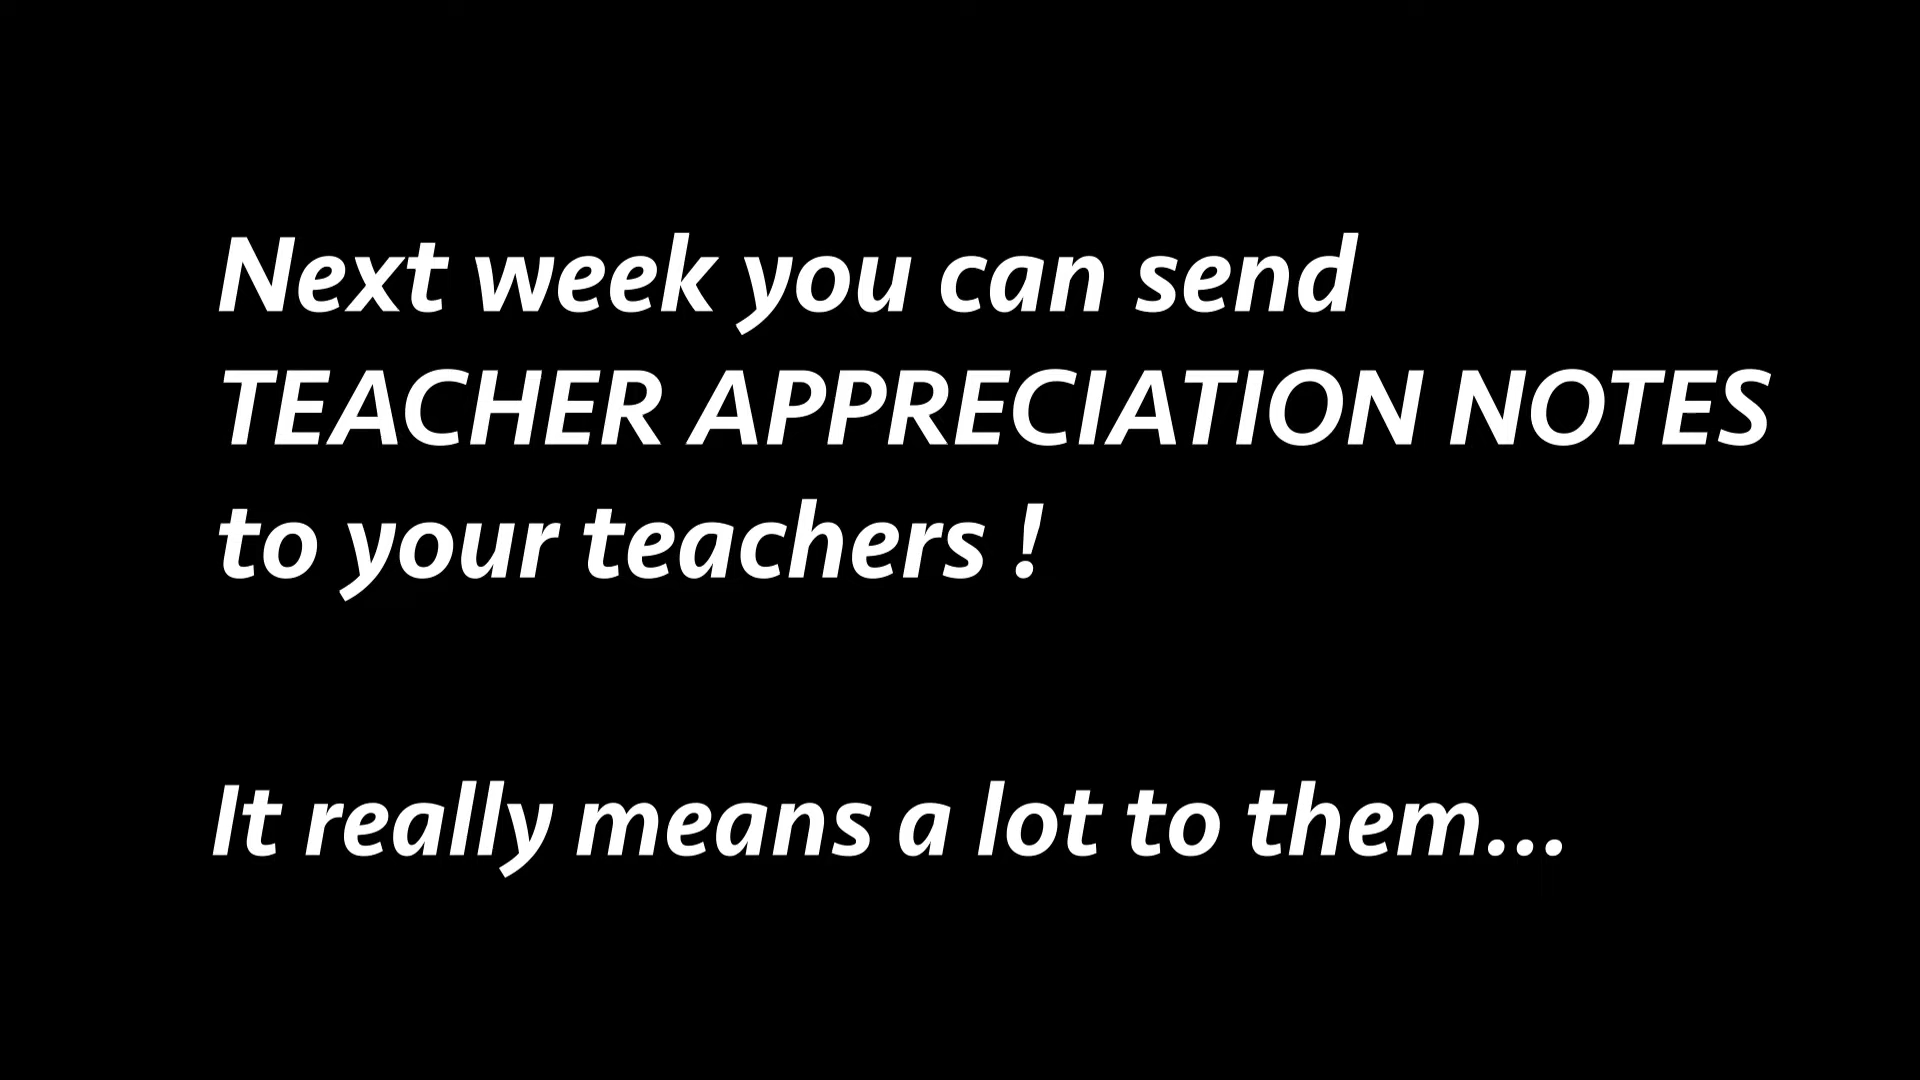 Next week you can send
TEACHER APPRECIATION NOTES
to your teachers !
It really means a lot to them...